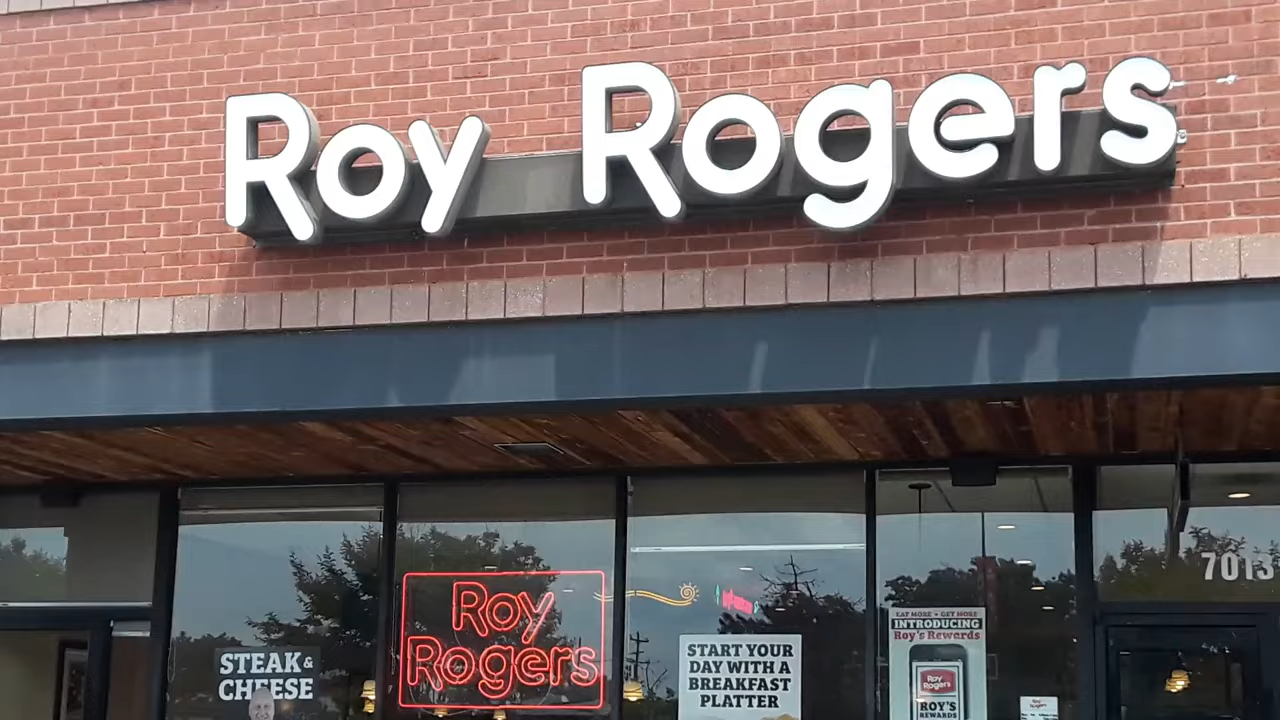 Roy Rogers
7013
Roy
Rogers
STEAK &
CHEESE
START YOUR
DAY WITH A
BREAKFAST
PLATTER
EAT MORE • GET MORE
INTRODUCING
Roy's Rewards
Roy
Rogers
ROY'S
REWARDS